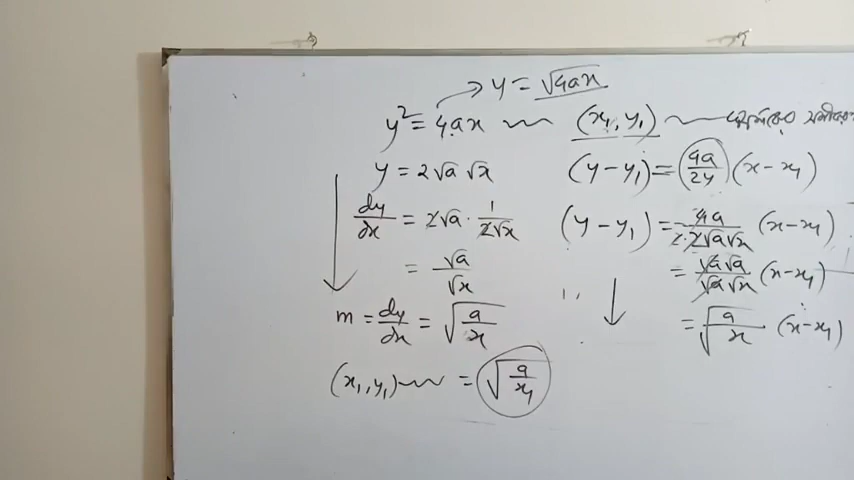 y = √4ax
y² = 4ax (x₁, y₁) স্পর্শকের সমীকরণ
y = 2√a √x
(y – y₁) = 4a/2y (x – x₁)
dy/dx = 2√a · 1/2√x
(y – y₁) = 4a/2·2√a√x (x – x₁)
= √a/√x
= √a√a/√a√x (x – x₁)
m = dy/dx = √a/x
= √a/x (x – x₁)
(x₁, y₁) = √a/x₁